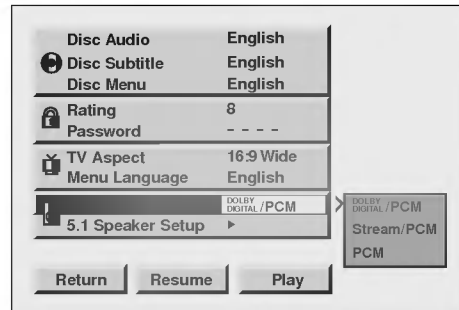 Disc Audio English
Disc Subtitle English
Disc Menu English
Rating 8
Password - - - -
TV Aspect 16:9 Wide
Menu Language English
DOLBY DIGITAL /PCM
5.1 Speaker Setup ►
DOLBY DIGITAL /PCM
Stream/PCM
PCM
Return Resume Play